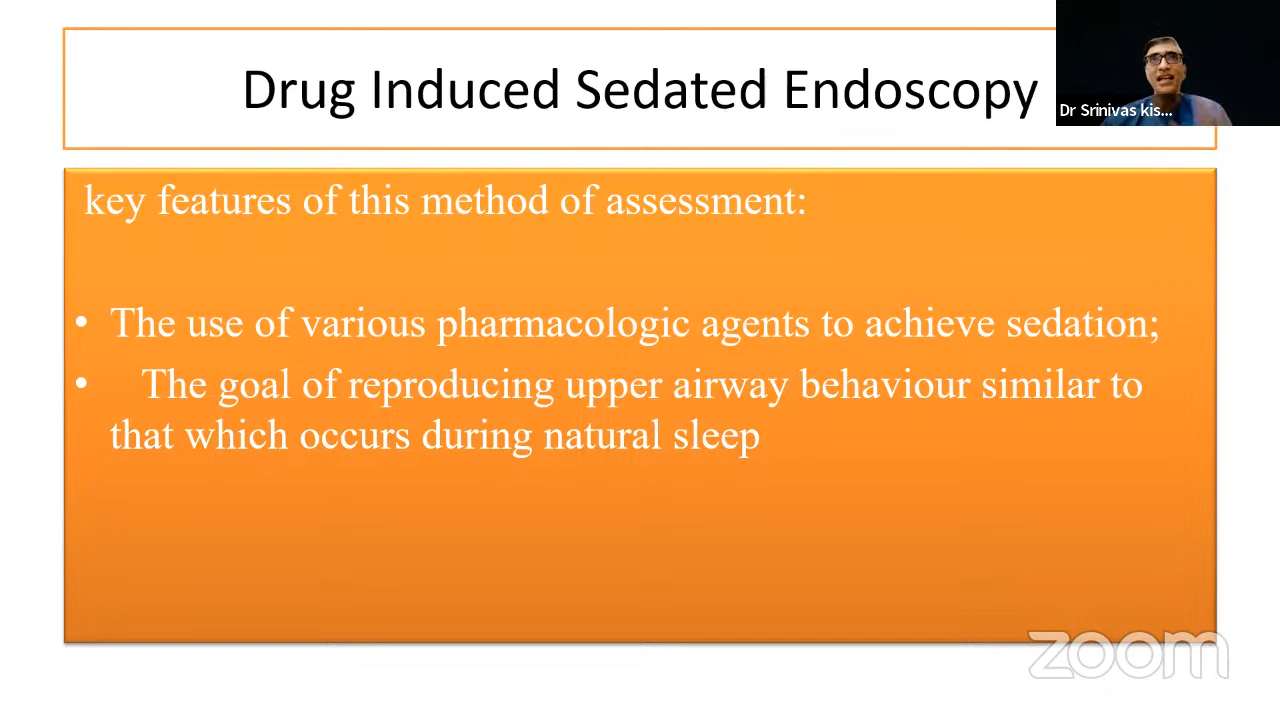 Drug Induced Sedated Endoscopy
Dr Srinivas kis...
key features of this method of assessment:
• The use of various pharmacologic agents to achieve sedation;
• The goal of reproducing upper airway behaviour similar to
that which occurs during natural sleep
zoom